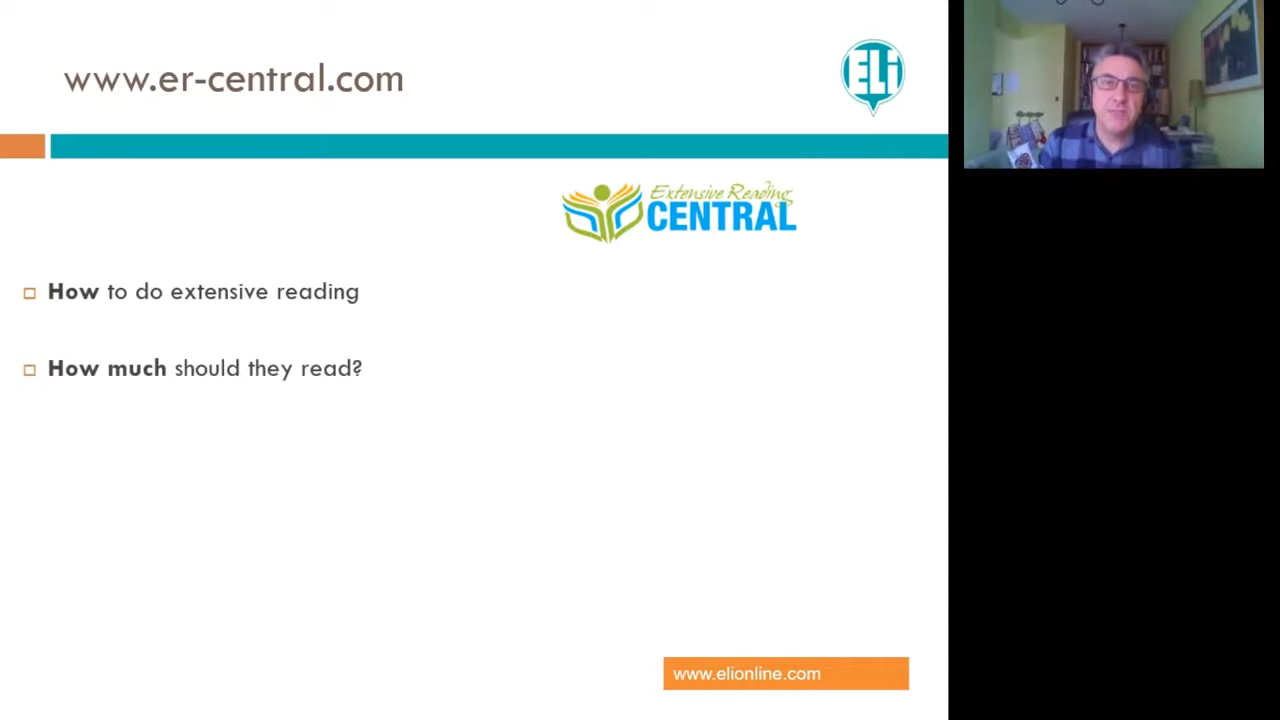 www.er-central.com
ELi
Extensive Reading
CENTRAL
How to do extensive reading
How much should they read?
www.elionline.com